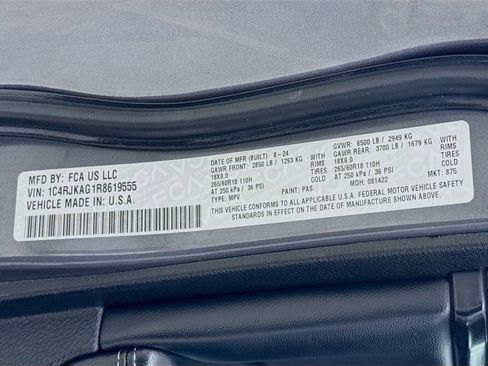 MFD BY: FCA US LLC
VIN: 1C4RJKAG1R8619555
VEHICLE MADE IN: U.S.A.
DATE OF MFR (BUILT): 8-24
GAWR FRONT: 2850 LB / 1293 KG WITH
18X8.0 RIMS
265/60R18 110H COLD
AT 250 kPa / 36 PSI
TYPE: MPV PAINT: PAS
GVWR: 6500 LB / 2949 KG
GAWR REAR: 3700 LB / 1679 KG WITH
18X8.0 RIMS
265/60R18 110H COLD
AT 250 kPa / 36 PSI
MDH: 081422 MKT: 875
THIS VEHICLE CONFORMS TO ALL APPLICABLE U.S.A. FEDERAL MOTOR VEHICLE
SAFETY STANDARDS IN EFFECT ON THE DATE OF MANUFACTURE SHOWN ABOVE.